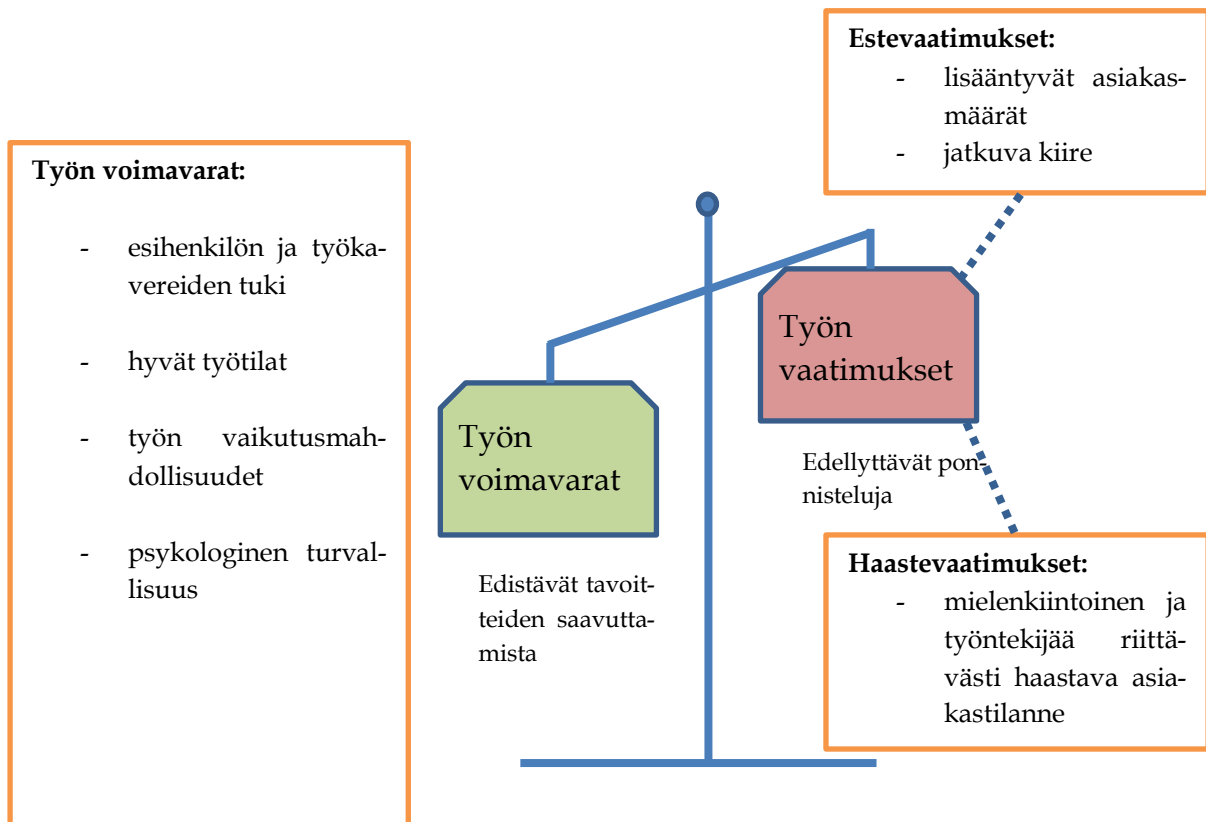 Työn voimavarat:
- esihenkilön ja työka-
vereiden tuki
- hyvät työtilat
- työn vaikutusmah-
dollisuudet
- psykologinen turval-
lisuus
Työn
voimavarat
Edistävät tavoit-
teiden saavutta-
mista
Työn
vaatimukset
Edellyttävät pon-
nisteluja
Estevaatimukset:
- lisääntyvät asiakas-
määrät
- jatkuva kiire
Haastevaatimukset:
- mielenkiintoinen ja
työntekijää riittä-
västi haastava asia-
kastilanne